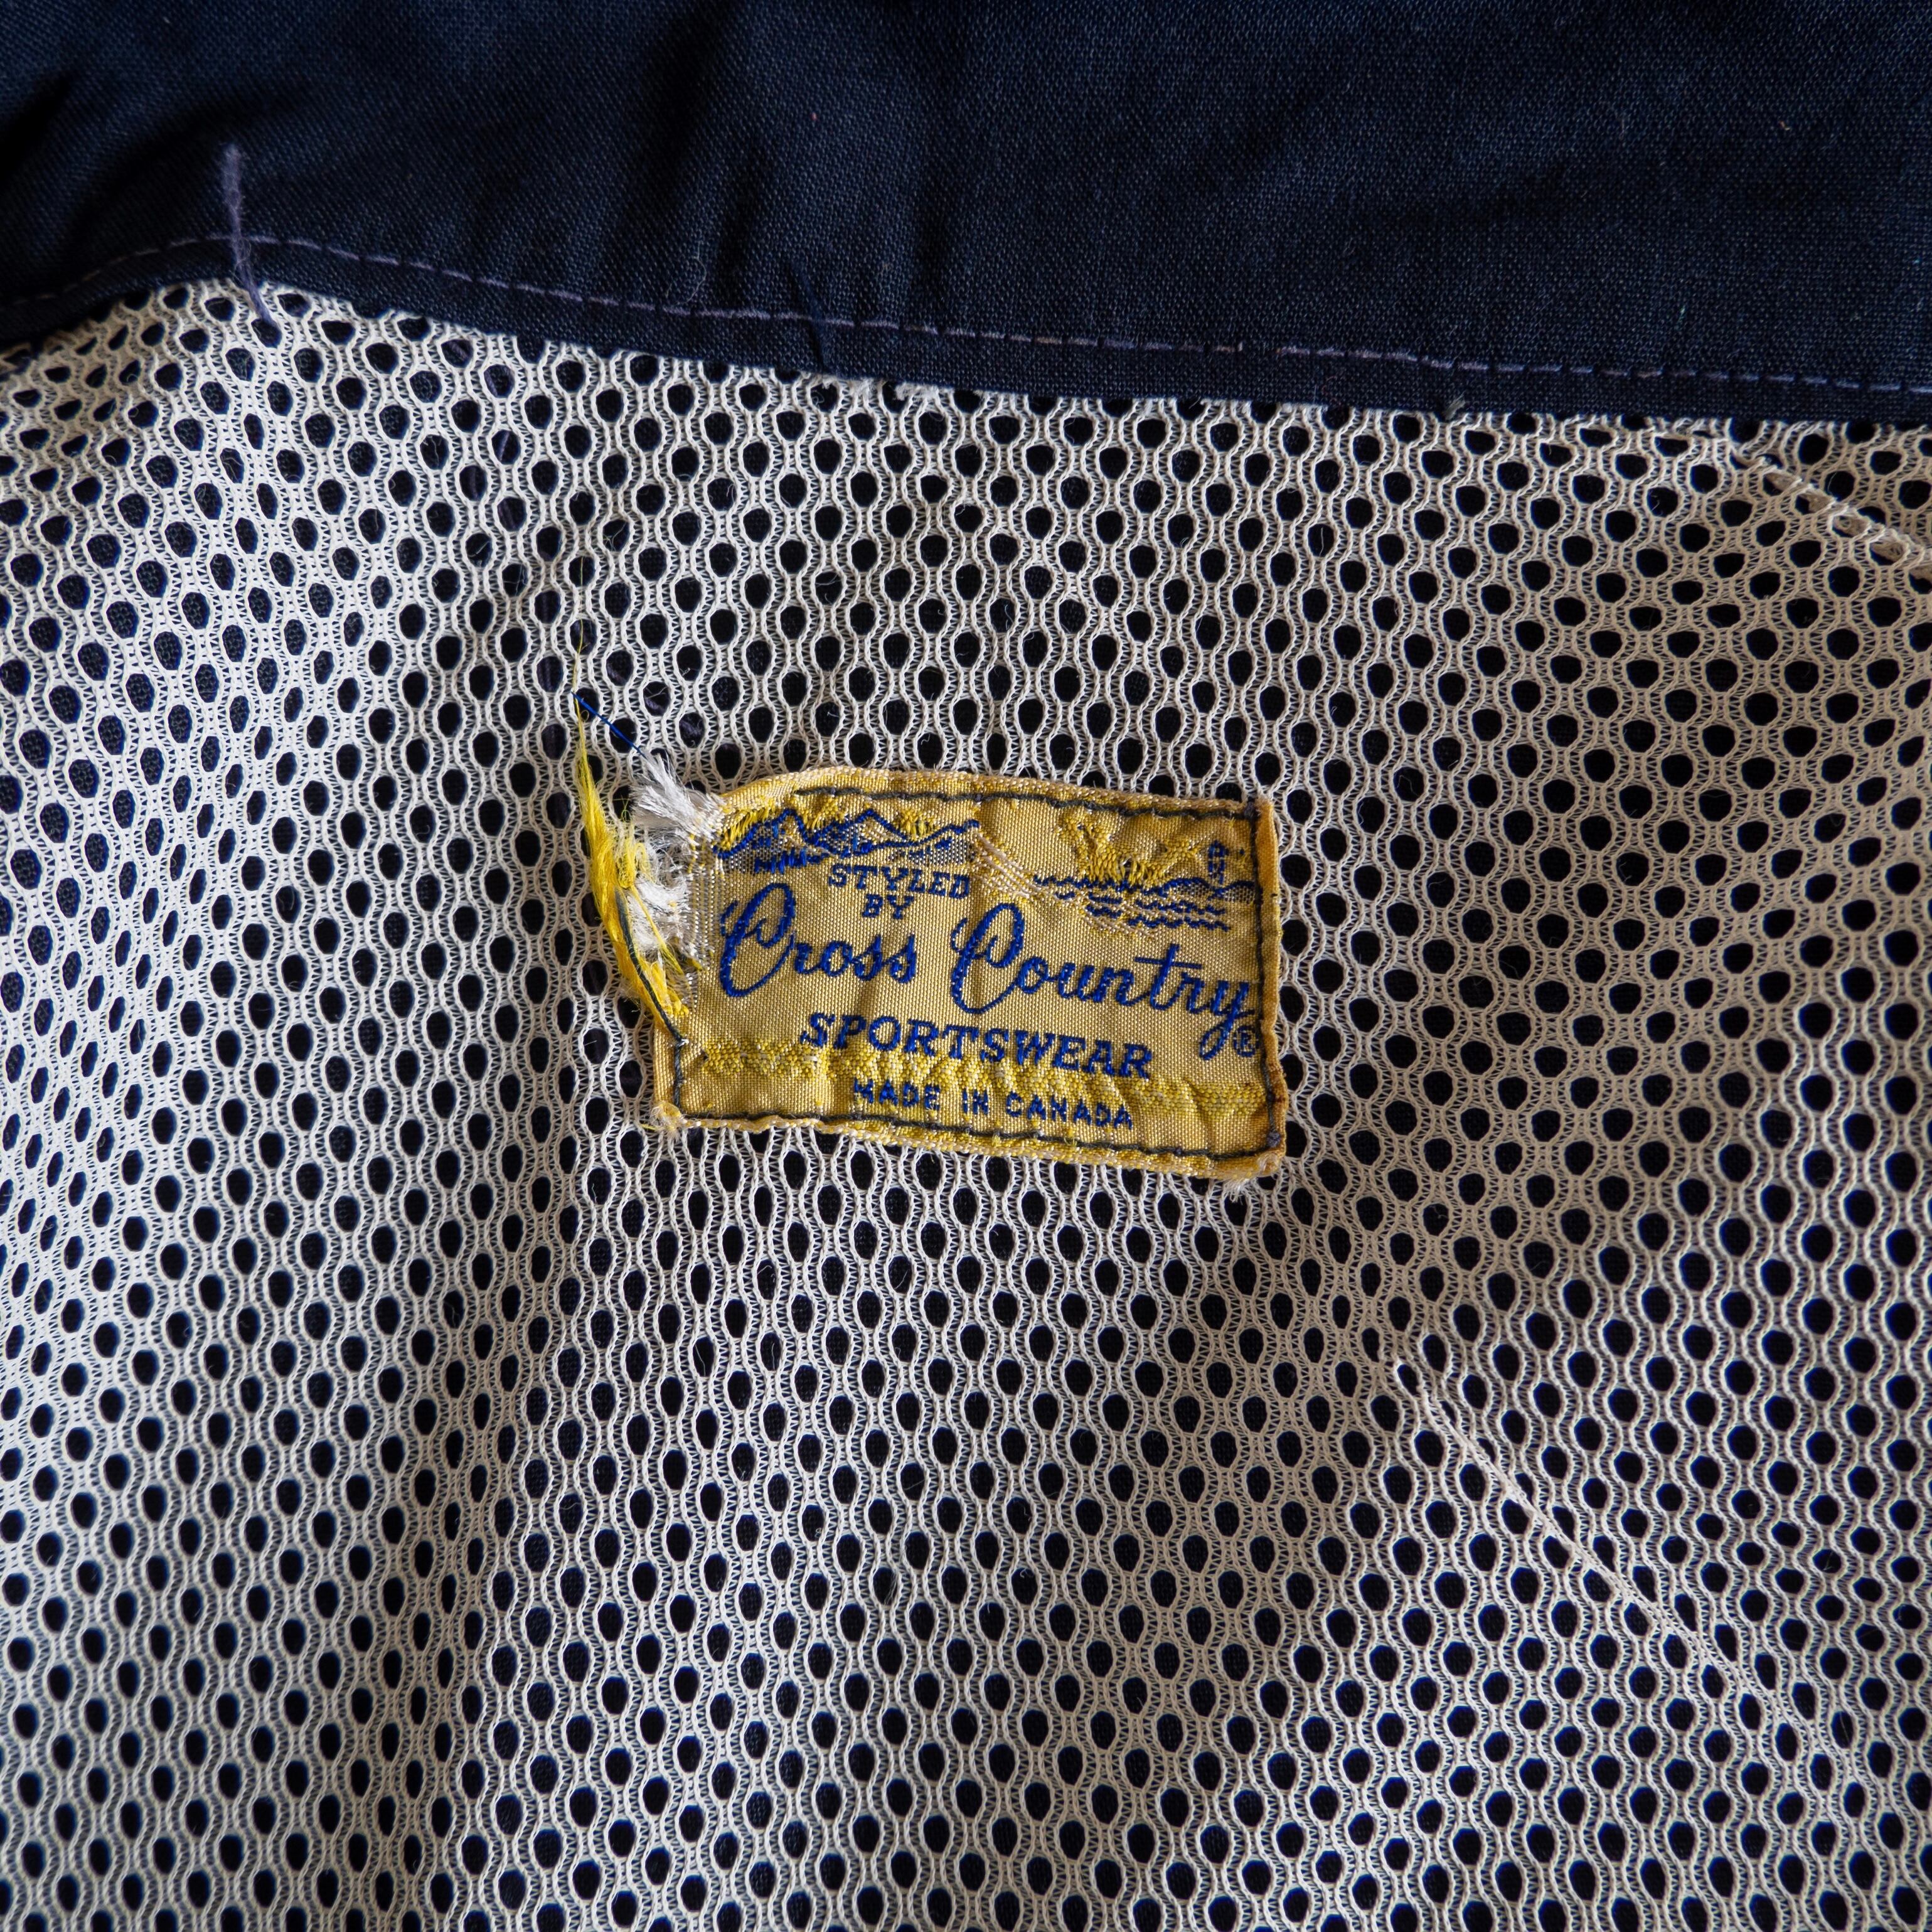 STYLED
BY
Cross Country®
SPORTSWEAR
MADE IN CANADA